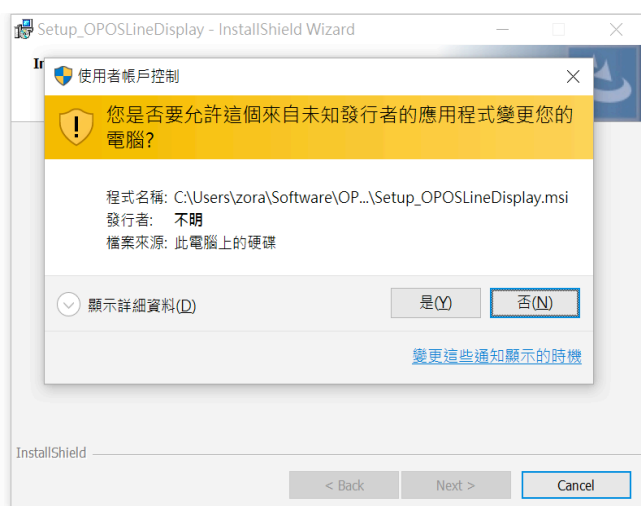 Setup_OPOSLineDisplay - InstallShield Wizard
使用者帳戶控制
您是否要允許這個來自未知發行者的應用程式變更您的
電腦?
程式名稱: C:\Users\zora\Software\OP...\Setup_OPOSLineDisplay.msi
發行者: 不明
檔案來源: 此電腦上的硬碟
顯示詳細資料(D)
是(Y)
否(N)
變更這些通知顯示的時機
InstallShield
< Back
Next >
Cancel